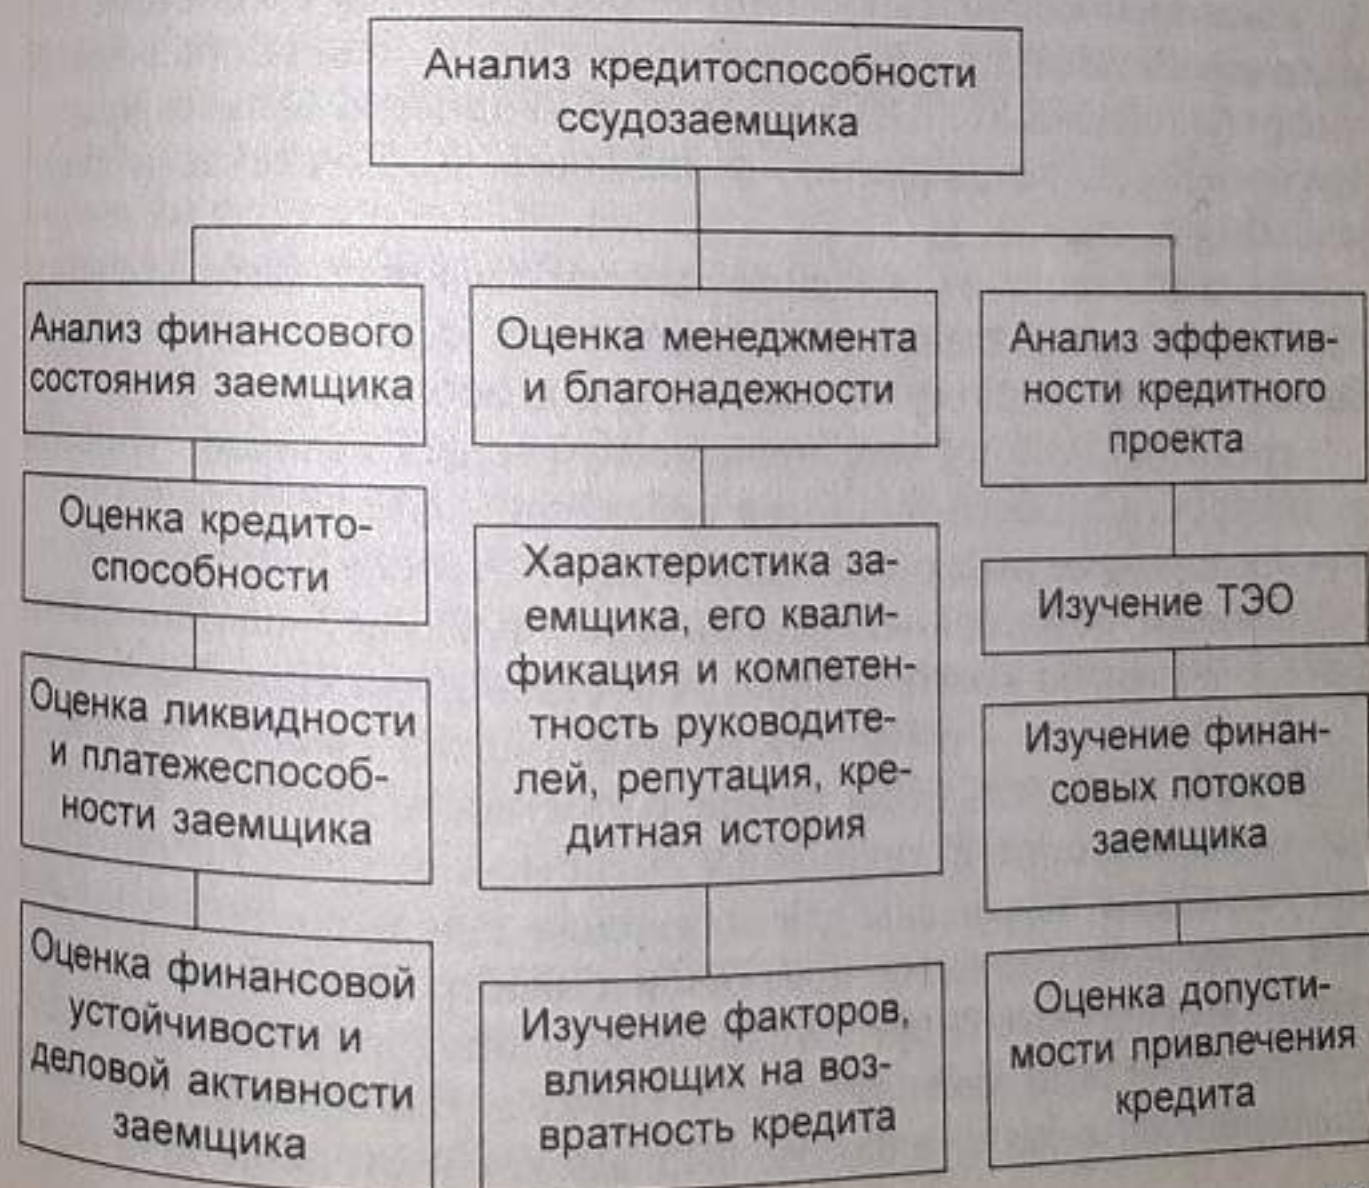 Анализ кредитоспособности
ссудозаемщика
Анализ финансового
состояния заемщика
Оценка кредито-
способности
Оценка ликвидности
и платежеспособ-
ности заемщика
Оценка финансовой
устойчивости и
деловой активности
заемщика
Оценка менеджмента
и благонадежности
Характеристика за-
емщика, его квали-
фикация и компетен-
тность руководите-
лей, репутация, кре-
дитная история
Изучение факторов,
влияющих на воз-
вратность кредита
Анализ эффектив-
ности кредитного
проекта
Изучение ТЭО
Изучение финан-
совых потоков
заемщика
Оценка допусти-
мости привлечения
кредита